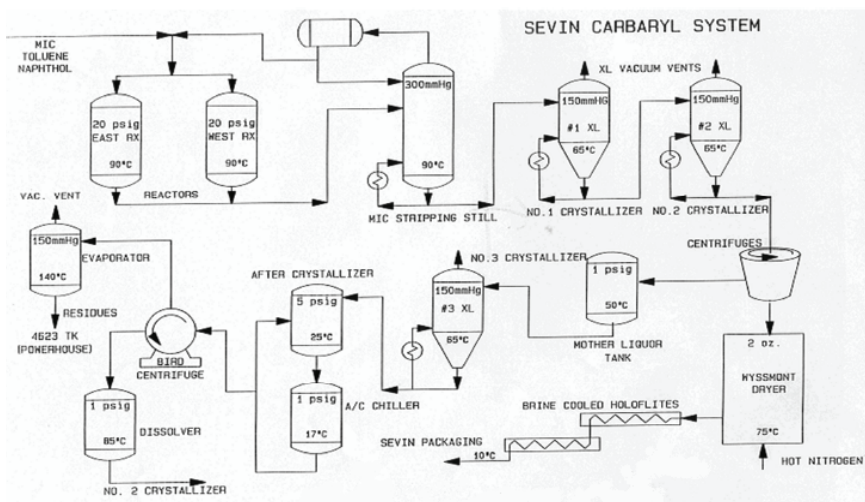 SEVIN CARBARYL SYSTEM
MIC
TOLUENE
NAPHTHOL
20 psig
EAST RX
90°C
20 psig
WEST RX
90°C
REACTORS
300mmHg
90°C
MIC STRIPPING STILL
XL VACUUM VENTS
150mmHG
#1 XL
65°C
NO.1 CRYSTALLIZER
150mmHg
#2 XL
65°C
NO.2 CRYSTALLIZER
CENTRIFUGES
VAC. VENT
150mmHg
EVAPORATOR
140°C
RESIDUES
4623 TK
(POWERHOUSE)
BIRD
CENTRIFUGE
1 psig
85°C
DISSOLVER
NO. 2 CRYSTALLIZER
AFTER CRYSTALLIZER
5 psig
25°C
1 psig
17°C
A/C CHILLER
NO.3 CRYSTALLIZER
150mmHg
#3 XL
65°C
1 psig
50°C
MOTHER LIQUOR
TANK
2 oz.
WYSSMONT
DRYER
75°C
HOT NITROGEN
BRINE COOLED HOLOFLITES
SEVIN PACKAGING
10°C